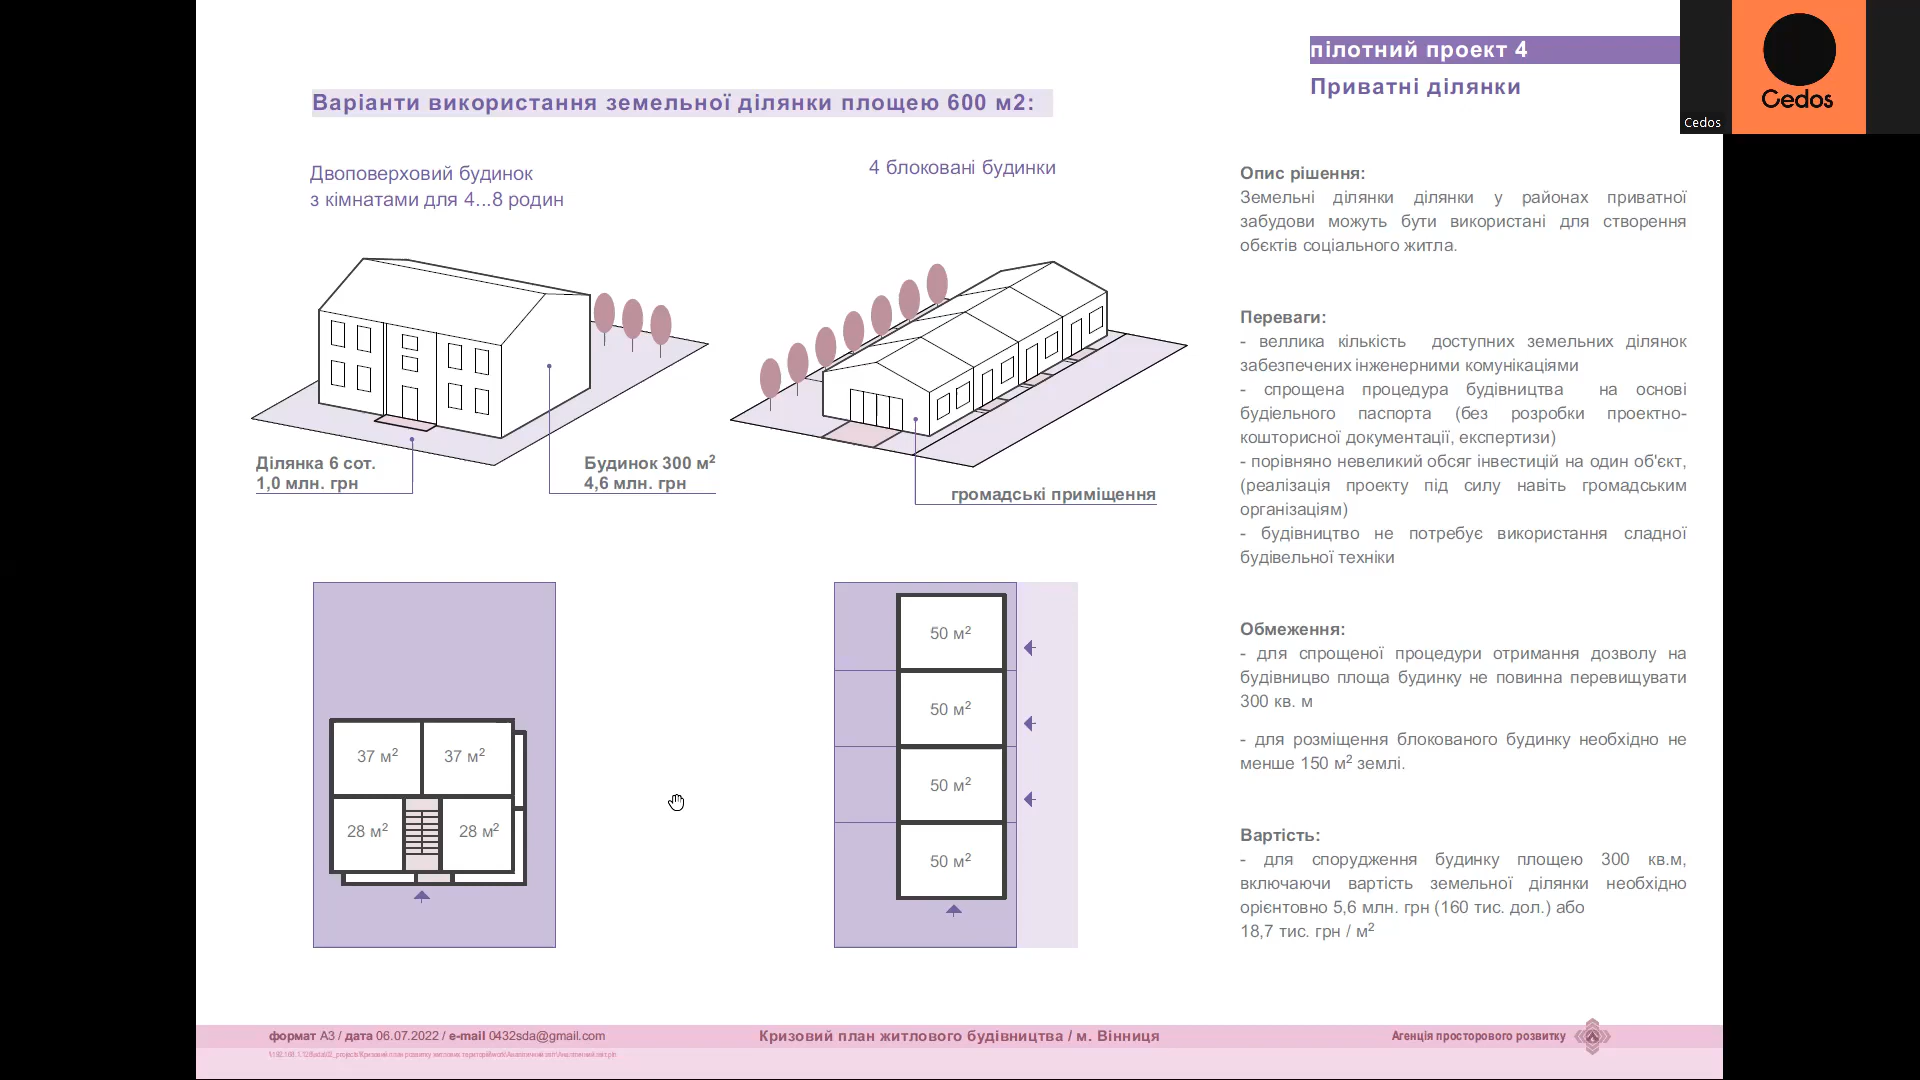 пілотний проект 4
Приватні ділянки
Cedos
Cedos
Варіанти використання земельної ділянки площею 600 м2:
Двоповерховий будинок
з кімнатами для 4...8 родин
4 блоковані будинки
Ділянка 6 сот.
1,0 млн. грн
Будинок 300 м²
4,6 млн. грн
громадські приміщення
37 м²
37 м²
28 м²
28 м²
50 м²
50 м²
50 м²
50 м²
Опис рішення:
Земельні ділянки ділянки у районах приватної
забудови можуть бути використані для створення
обєктів соціального житла.
Переваги:
- веллика кількість доступних земельних ділянок
забезпечених інженерними комунікаціями
- спрощена процедура будівництва на основі
будіельного паспорта (без розробки проектно-
кошторисної документації, експертизи)
- порівняно невеликий обсяг інвестицій на один об'єкт,
(реалізація проекту під силу навіть громадським
організаціям)
- будівництво не потребує використання сладної
будівельної техніки
Обмеження:
- для спрощеної процедури отримання дозволу на
будівницво площа будинку не повинна перевищувати
300 кв. м
- для розміщення блокованого будинку необхідно не
менше 150 м² землі.
Вартість:
- для спорудження будинку площею 300 кв.м,
включаючи вартість земельної ділянки необхідно
орієнтовно 5,6 млн. грн (160 тис. дол.) або
18,7 тис. грн / м²
формат А3 / дата 06.07.2022 / e-mail 0432sda@gmail.com
Кризовий план житлового будівництва / м. Вінниця
Агенція просторового розвитку